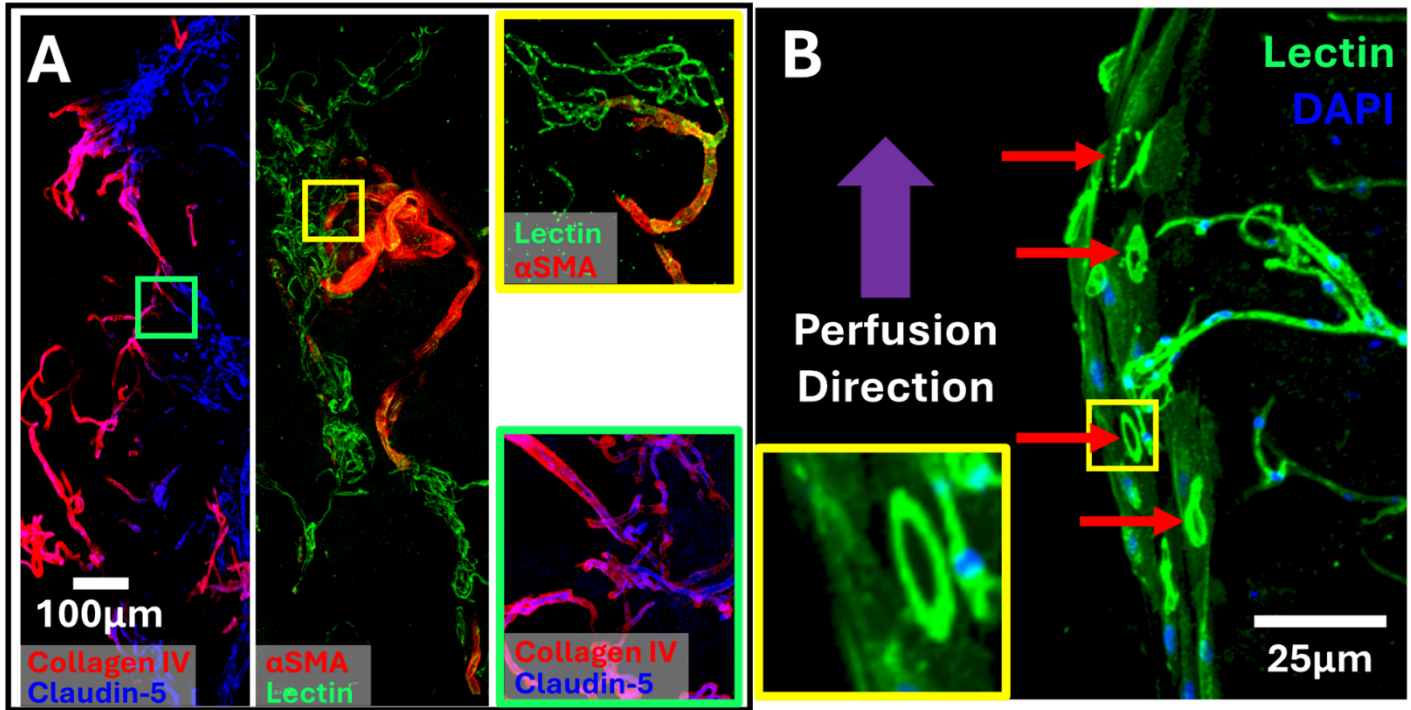 A
100μm
Collagen IV
Claudin-5
αSMA
Lectin
Lectin
αSMA
Collagen IV
Claudin-5
B
Lectin
DAPI
Perfusion
Direction
25μm